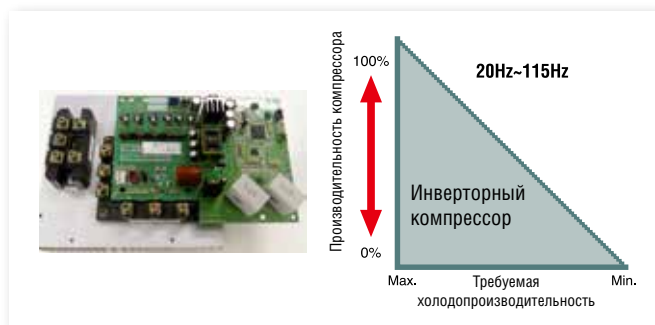 Производительность компрессора
100%
0%
20Hz~115Hz
Инверторный
компрессор
Max.
Требуемая
холодопроизводительность
Min.